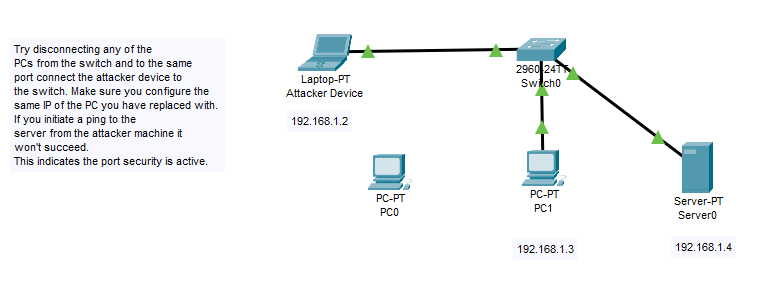 Try disconnecting any of the
PCs from the switch and to the same
port connect the attacker device to
the switch. Make sure you configure the
same IP of the PC you have replaced with.
If you initiate a ping to the
server from the attacker machine it
won't succeed.
This indicates the port security is active.
Laptop-PT
Attacker Device
192.168.1.2
2960-24TT
Switch0
PC-PT
PC0
PC-PT
PC1
192.168.1.3
Server-PT
Server0
192.168.1.4